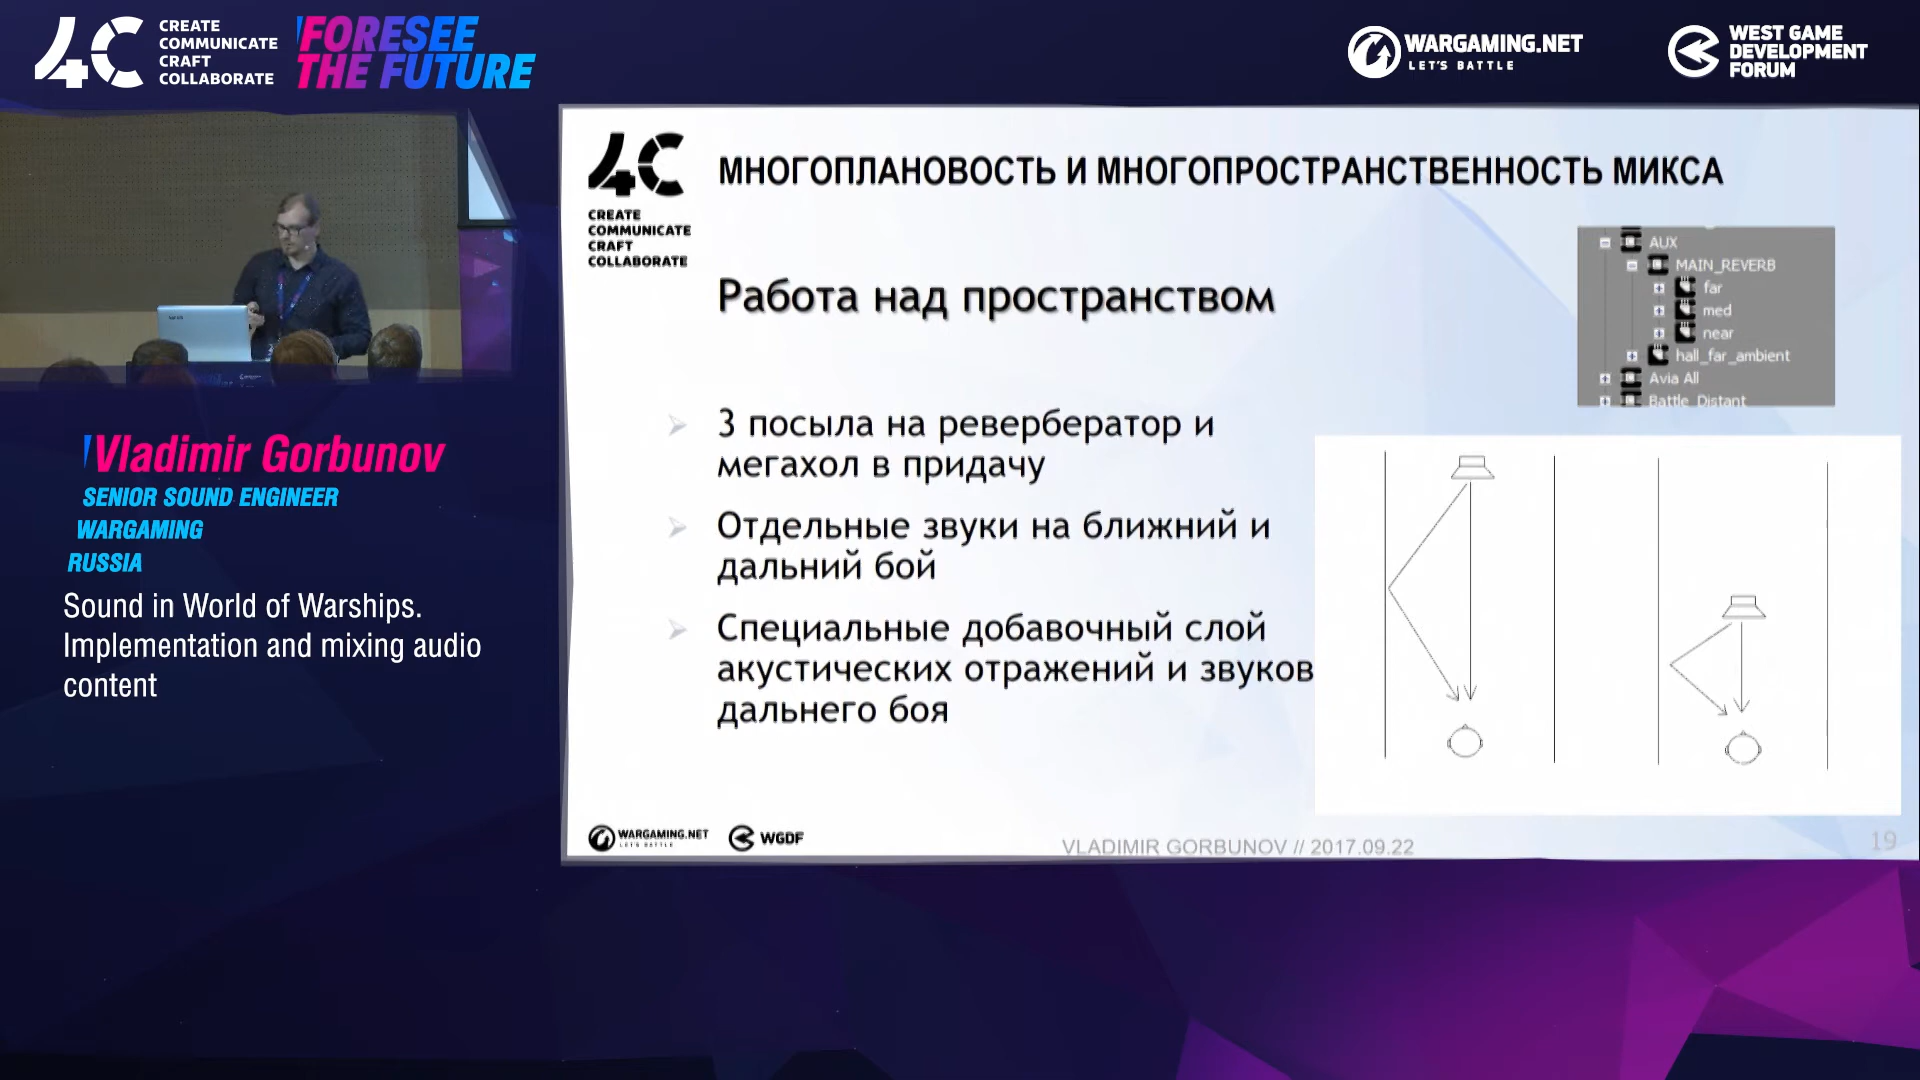 4C
CREATE
COMMUNICATE
CRAFT
COLLABORATE
FORESEE
THE FUTURE
WARGAMING.NET
LET'S BATTLE
WEST GAME
DEVELOPMENT
FORUM
4C
CREATE
COMMUNICATE
CRAFT
COLLABORATE
МНОГОПЛАНОВОСТЬ И МНОГОПРОСТРАНСТВЕННОСТЬ МИКСА
Работа над пространством
AUX
MAIN_REVERB
far
med
near
hall_far_ambient
Avia All
Battle_Distant
3 посыла на ревербератор и
мегахол в придачу
Отдельные звуки на ближний и
дальний бой
Специальные добавочный слой
акустических отражений и звуков
дальнего боя
WARGAMING.NET
LET'S BATTLE
WGDF
VLADIMIR GORBUNOV // 2017.09.22
19
Vladimir Gorbunov
SENIOR SOUND ENGINEER
WARGAMING
RUSSIA
Sound in World of Warships.
Implementation and mixing audio
content